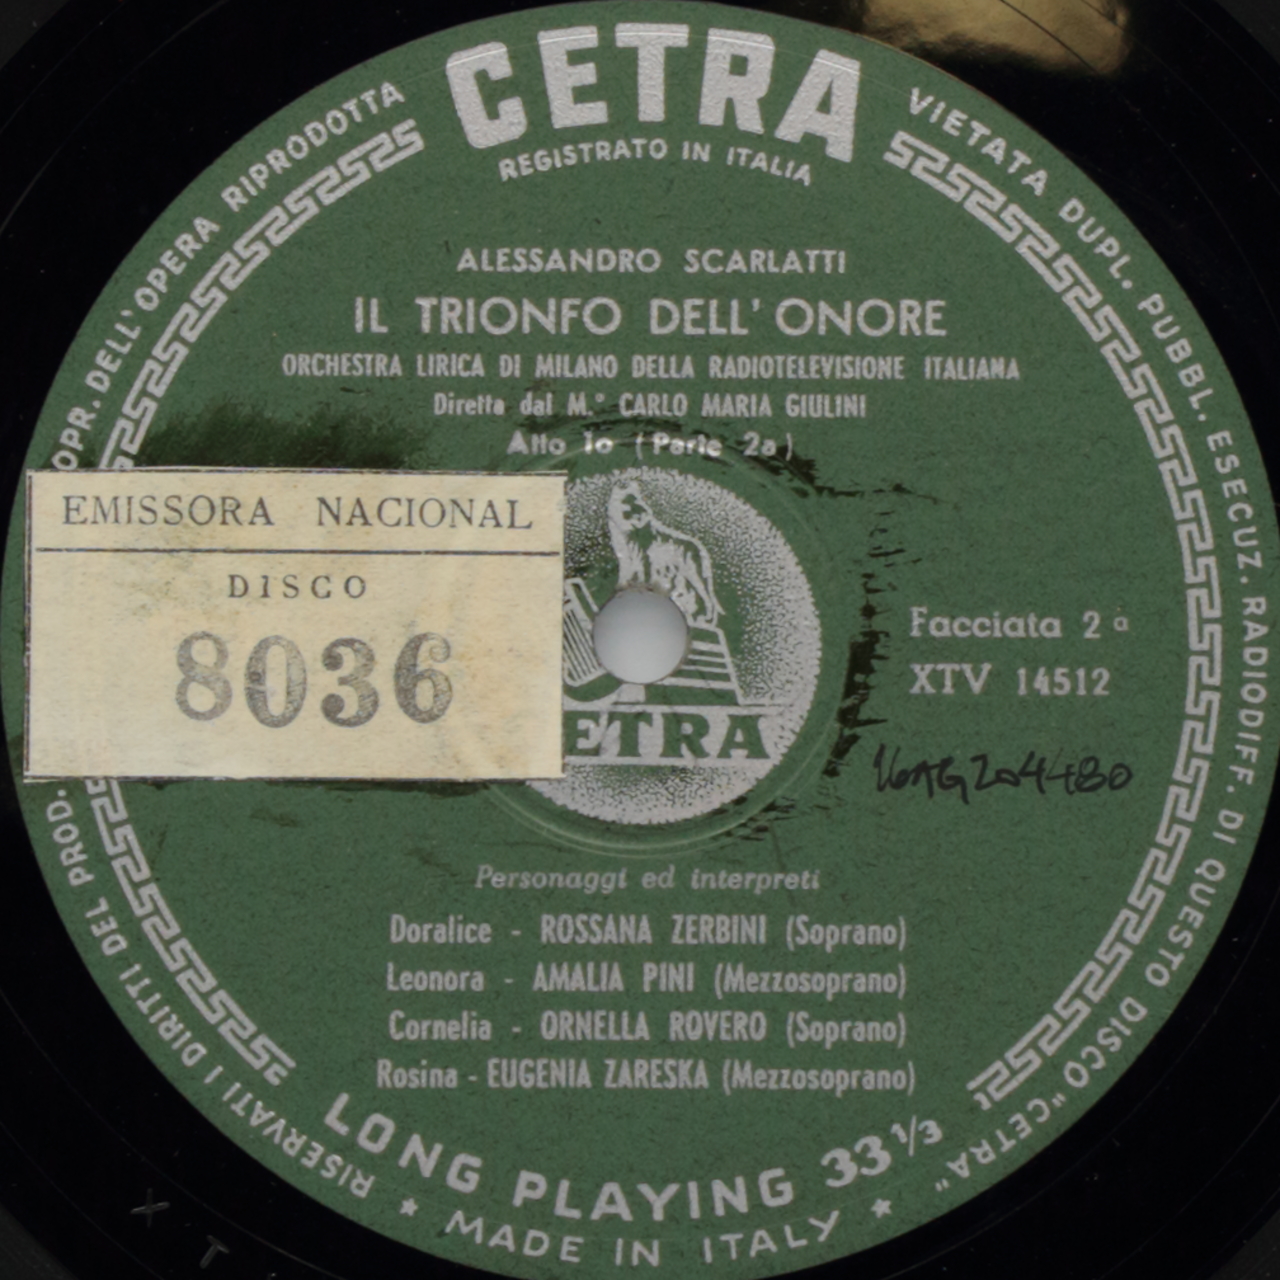 CETRA
REGISTRATO IN ITALIA
ALESSANDRO SCARLATTI
IL TRIONFO DELL' ONORE
ORCHESTRA LIRICA DI MILANO DELLA RADIOTELEVISIONE ITALIANA
Diretta dal M.° CARLO MARIA GIULINI
Atto 1o (Parte 2a)
EMISSORA NACIONAL
DISCO
8036
ETRA
Facciata 2ª
XTV 14512
Personaggi ed interpreti
Doralice - ROSSANA ZERBINI (Soprano)
Leonora - AMALIA PINI (Mezzosoprano)
Cornelia - ORNELLA ROVERO (Soprano)
Rosina - EUGENIA ZARESKA (Mezzosoprano)
LONG PLAYING 33 1/3
★ MADE IN ITALY ★
RISERVATI I DIRITTI DEL PROD.
OPR. DELL'OPERA RIPRODOTTA
VIETATA DUPL. PUBBL. ESECUZ. RADIODIFF. DI QUESTO DISCO "CETRA"